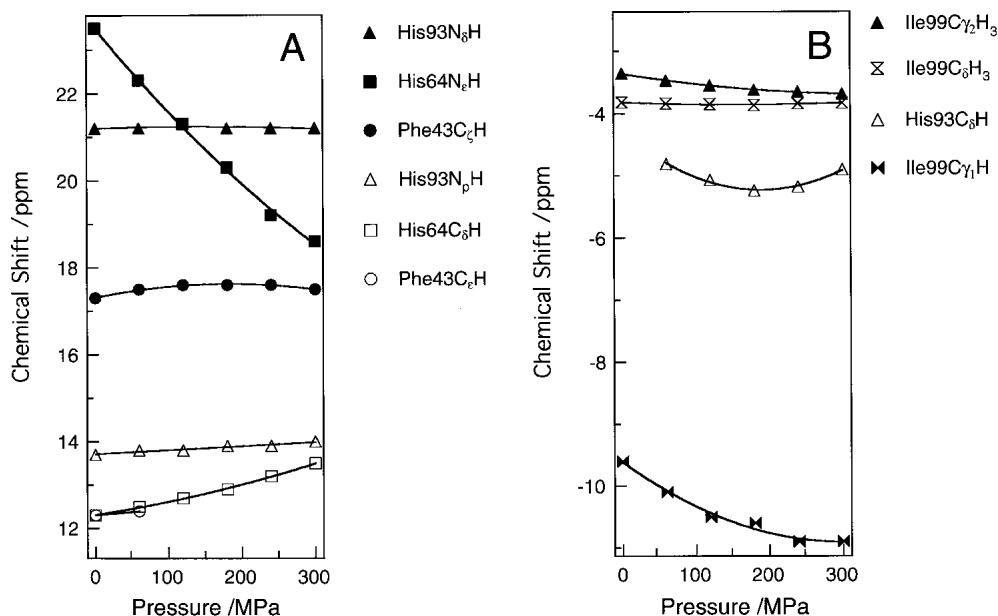 A
Chemical Shift /ppm
22
20
18
16
14
12
0
100
200
300
Pressure /MPa
▲ His93NδH
■ His64NεH
● Phe43CζH
△ His93NpH
□ His64CδH
○ Phe43CεH
B
Chemical Shift /ppm
-4
-6
-8
-10
0
100
200
300
Pressure /MPa
Ile99Cγ2H3
Ile99CδH3
His93CδH
Ile99Cγ1H